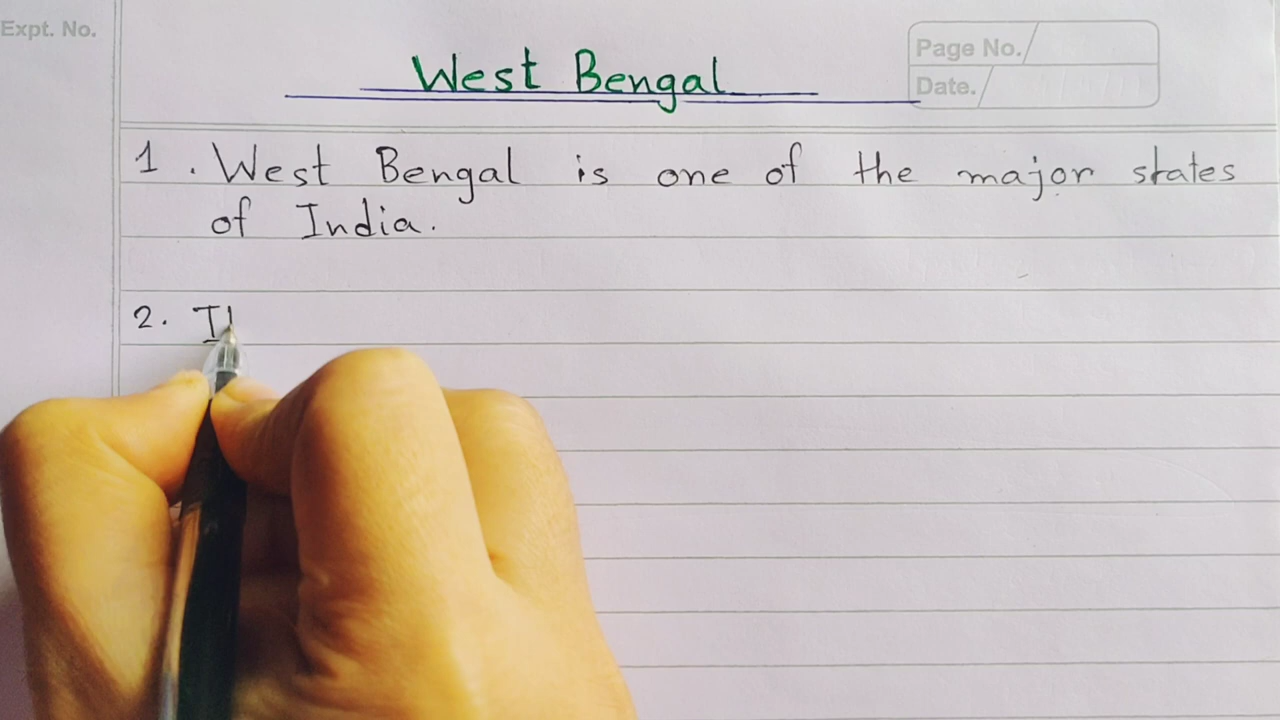 Expt. No.
Page No.
Date.
West Bengal
1. West Bengal is one of the major states
of India.
2.